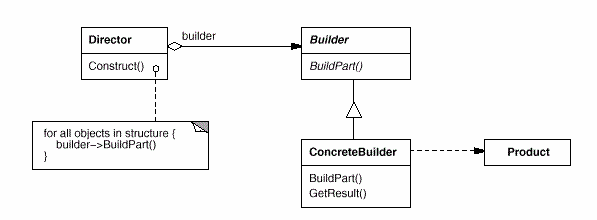 Director
Construct()
builder
Builder
BuildPart()
for all objects in structure {
builder->BuildPart()
}
ConcreteBuilder
BuildPart()
GetResult()
Product